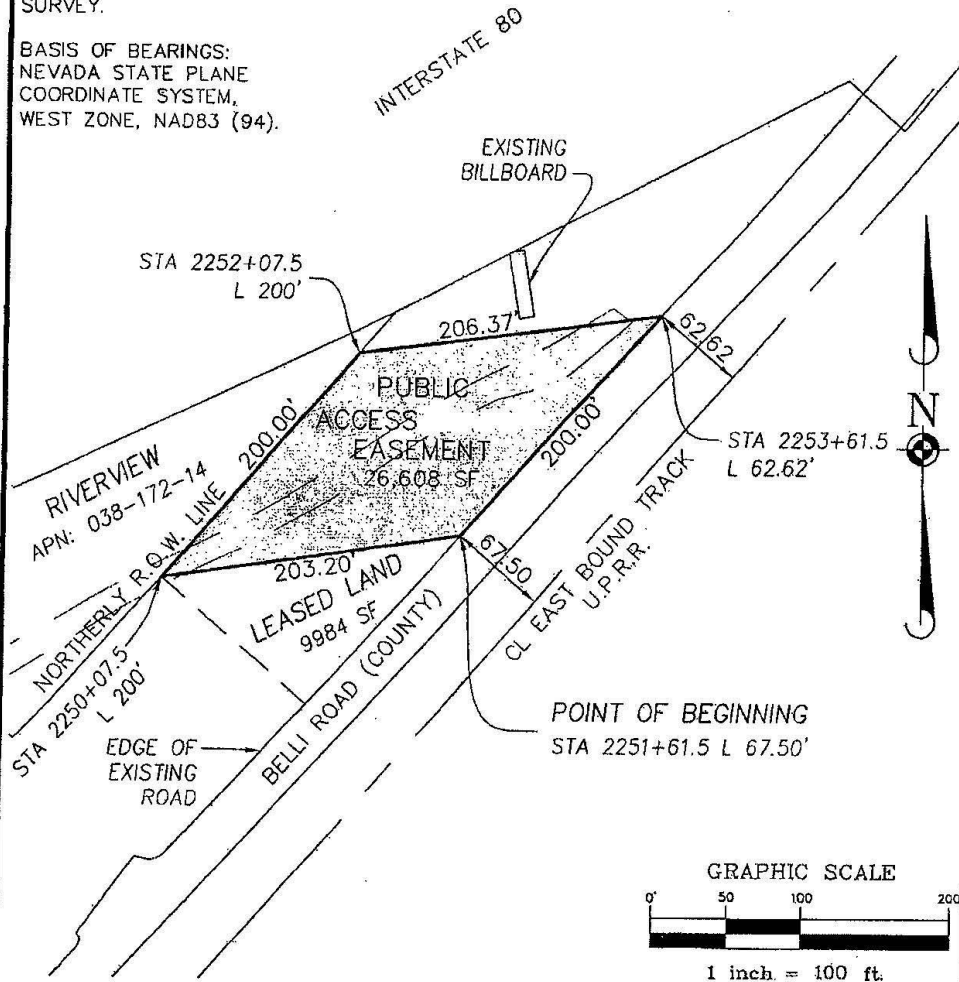 SURVEY.
BASIS OF BEARINGS:
NEVADA STATE PLANE
COORDINATE SYSTEM,
WEST ZONE, NAD83 (94).
INTERSTATE 80
EXISTING
BILLBOARD
STA 2252+07.5
L 200'
206.37'
62.62
PUBLIC
ACCESS
EASEMENT
26,608 SF
200.00'
200.00'
N
STA 2253+61.5
L 62.62'
RIVERVIEW
APN: 038-172-14
NORTHERLY R.O.W. LINE
203.20'
67.50
LEASED LAND
9984 SF
CL EAST BOUND TRACK
U.P.R.R.
STA 2250+07.5
L 200'
BELLI ROAD (COUNTY)
POINT OF BEGINNING
STA 2251+61.5 L 67.50'
EDGE OF
EXISTING
ROAD
GRAPHIC SCALE
0' 50 100 200
1 inch = 100 ft.